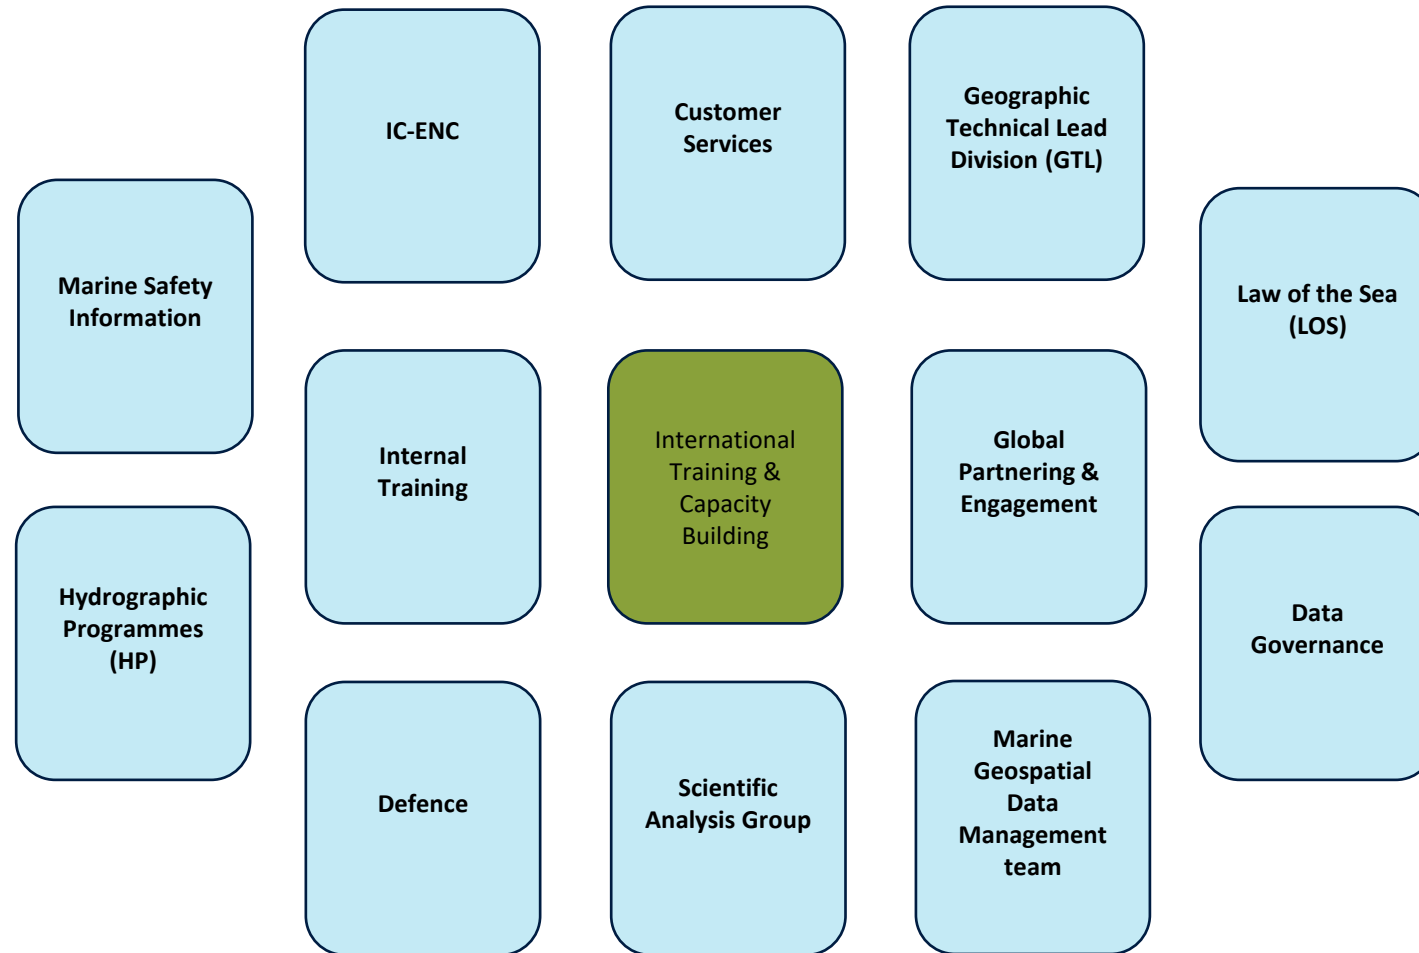 IC-ENC
Customer
Services
Geographic
Technical Lead
Division (GTL)
Marine Safety
Information
Law of the Sea
(LOS)
Internal
Training
International
Training &
Capacity
Building
Global
Partnering &
Engagement
Hydrographic
Programmes
(HP)
Data
Governance
Defence
Scientific
Analysis Group
Marine
Geospatial
Data
Management
team